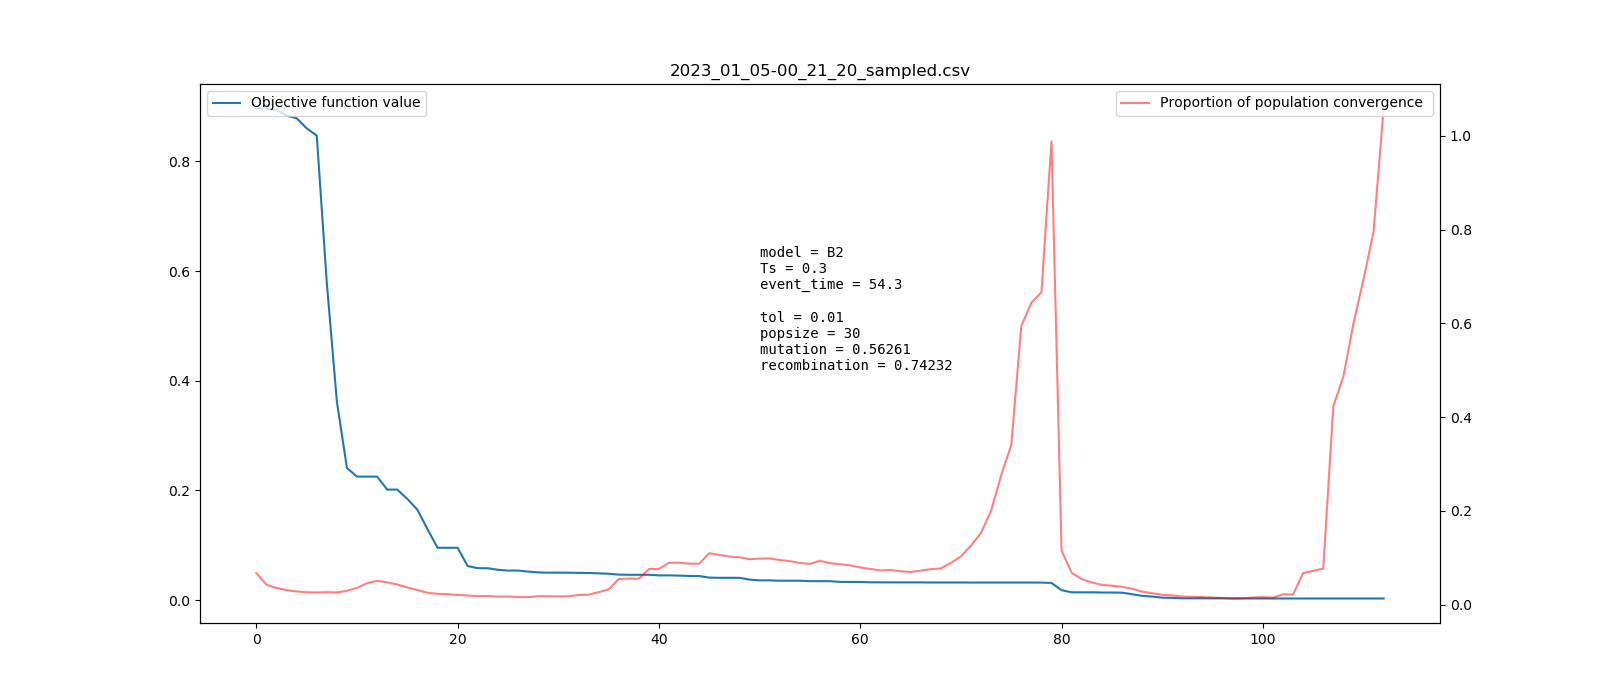 2023_01_05-00_21_20_sampled.csv
Objective function value
Proportion of population convergence
0.8
0.6
0.4
0.2
0.0
model = B2
Ts = 0.3
event_time = 54.3
tol = 0.01
popsize = 30
mutation = 0.56261
recombination = 0.74232
1.0
0.8
0.6
0.4
0.2
0.0
0 20 40 60 80 100